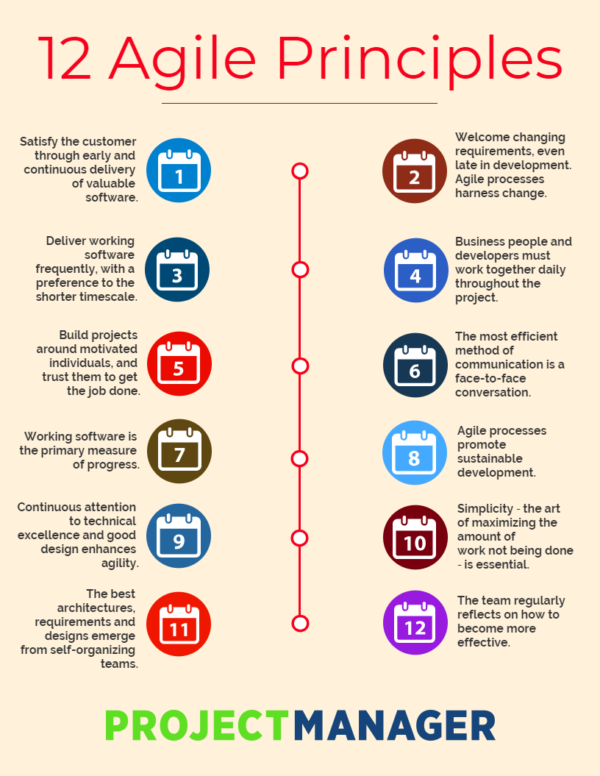 12 Agile Principles
Satisfy the customer
through early and
continuous delivery
of valuable
software.
1
2
Welcome changing
requirements, even
late in development.
Agile processes
harness change.
Deliver working
software
frequently, with a
preference to the
shorter timescale.
3
4
Business people and
developers must
work together daily
throughout the
project.
Build projects
around motivated
individuals, and
trust them to get
the job done.
5
6
The most efficient
method of
communication is a
face-to-face
conversation.
Working software is
the primary measure
of progress.
7
8
Agile processes
promote
sustainable
development.
Continuous attention
to technical
excellence and good
design enhances
agility.
9
10
Simplicity - the art
of maximizing the
amount of
work not being done
- is essential.
The best
architectures,
requirements and
designs emerge
from self-organizing
teams.
11
12
The team regularly
reflects on how to
become more
effective.
PROJECTMANAGER